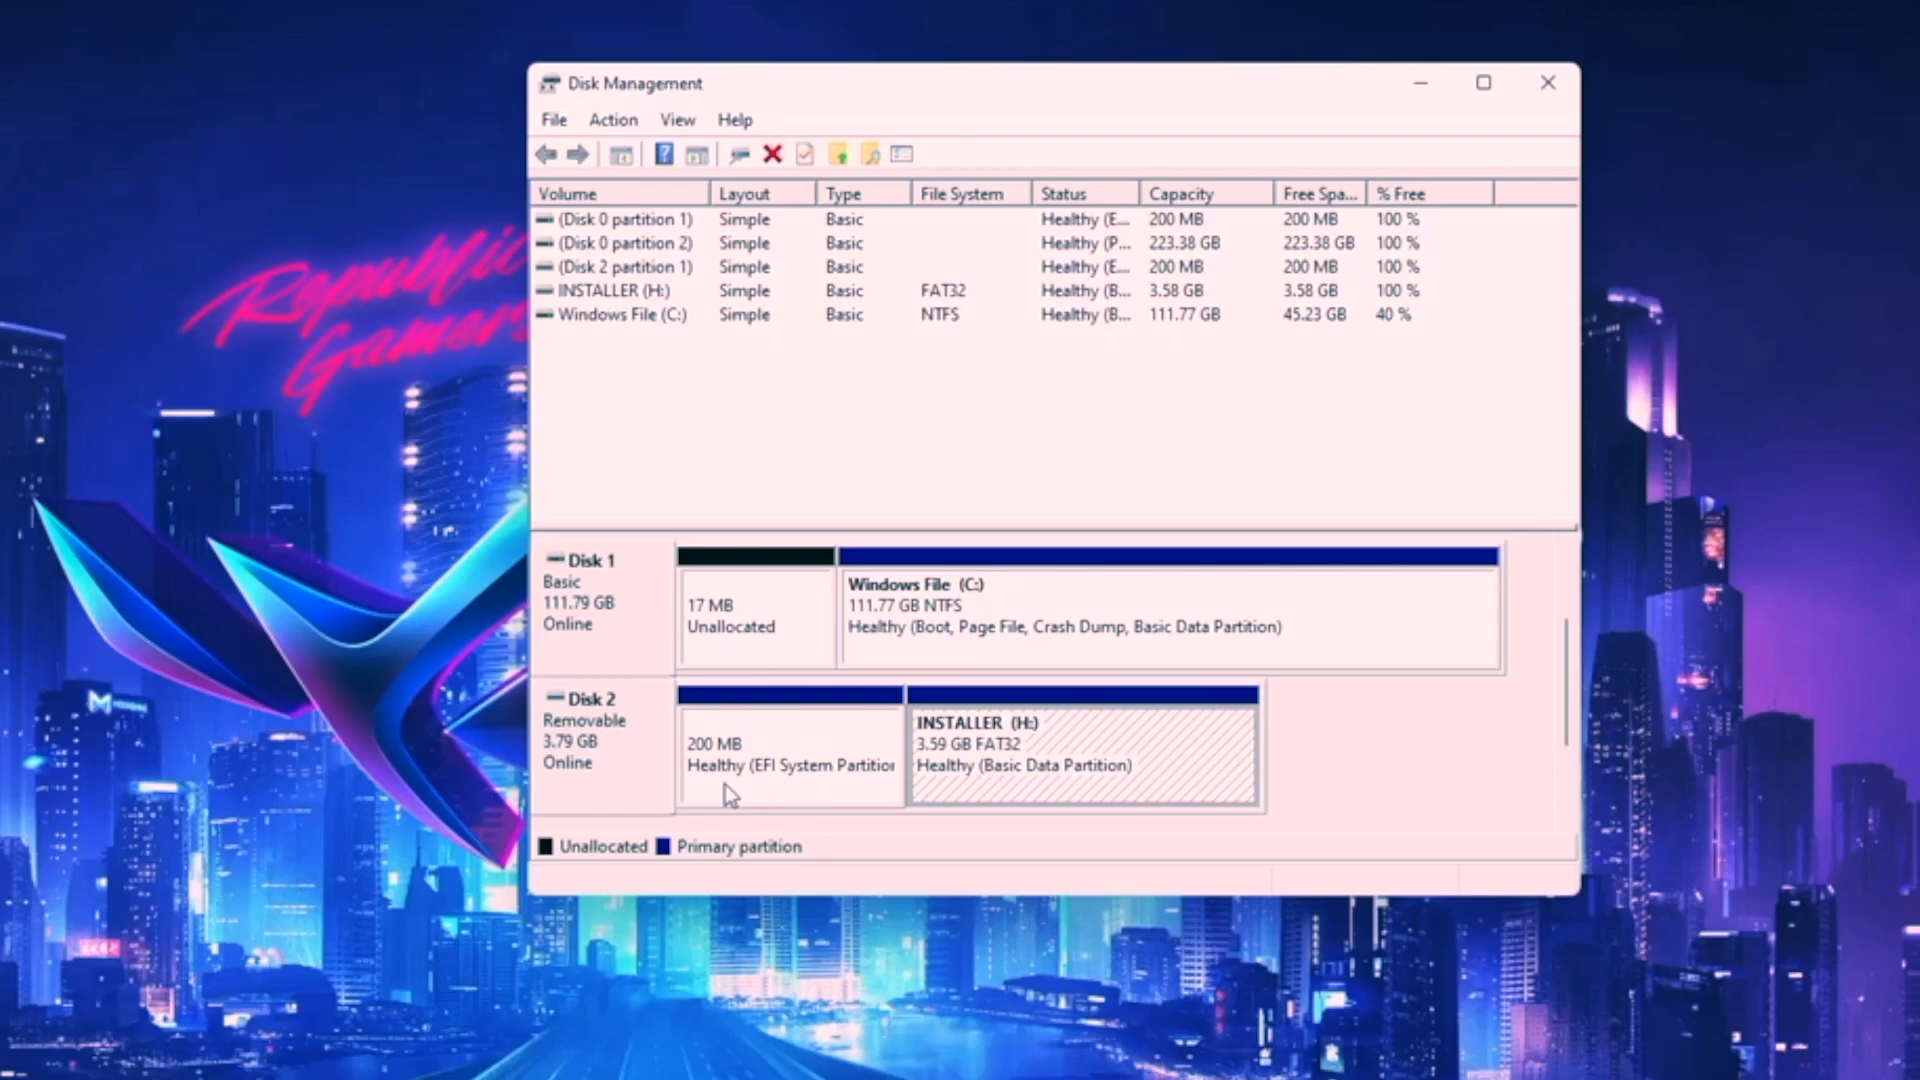 Disk Management
File Action View Help
Volume Layout Type File System Status Capacity Free Spa... % Free
(Disk 0 partition 1) Simple Basic Healthy (E... 200 MB 200 MB 100 %
(Disk 0 partition 2) Simple Basic Healthy (P... 223.38 GB 223.38 GB 100 %
(Disk 2 partition 1) Simple Basic Healthy (E... 200 MB 200 MB 100 %
INSTALLER (H:) Simple Basic FAT32 Healthy (B... 3.58 GB 3.58 GB 100 %
Windows File (C:) Simple Basic NTFS Healthy (B... 111.77 GB 45.23 GB 40 %
Republic
Gamers
Disk 1
Basic
111.79 GB
Online
17 MB
Unallocated
Windows File (C:)
111.77 GB NTFS
Healthy (Boot, Page File, Crash Dump, Basic Data Partition)
Disk 2
Removable
3.79 GB
Online
200 MB
Healthy (EFI System Partition
INSTALLER (H:)
3.59 GB FAT32
Healthy (Basic Data Partition)
Unallocated Primary partition